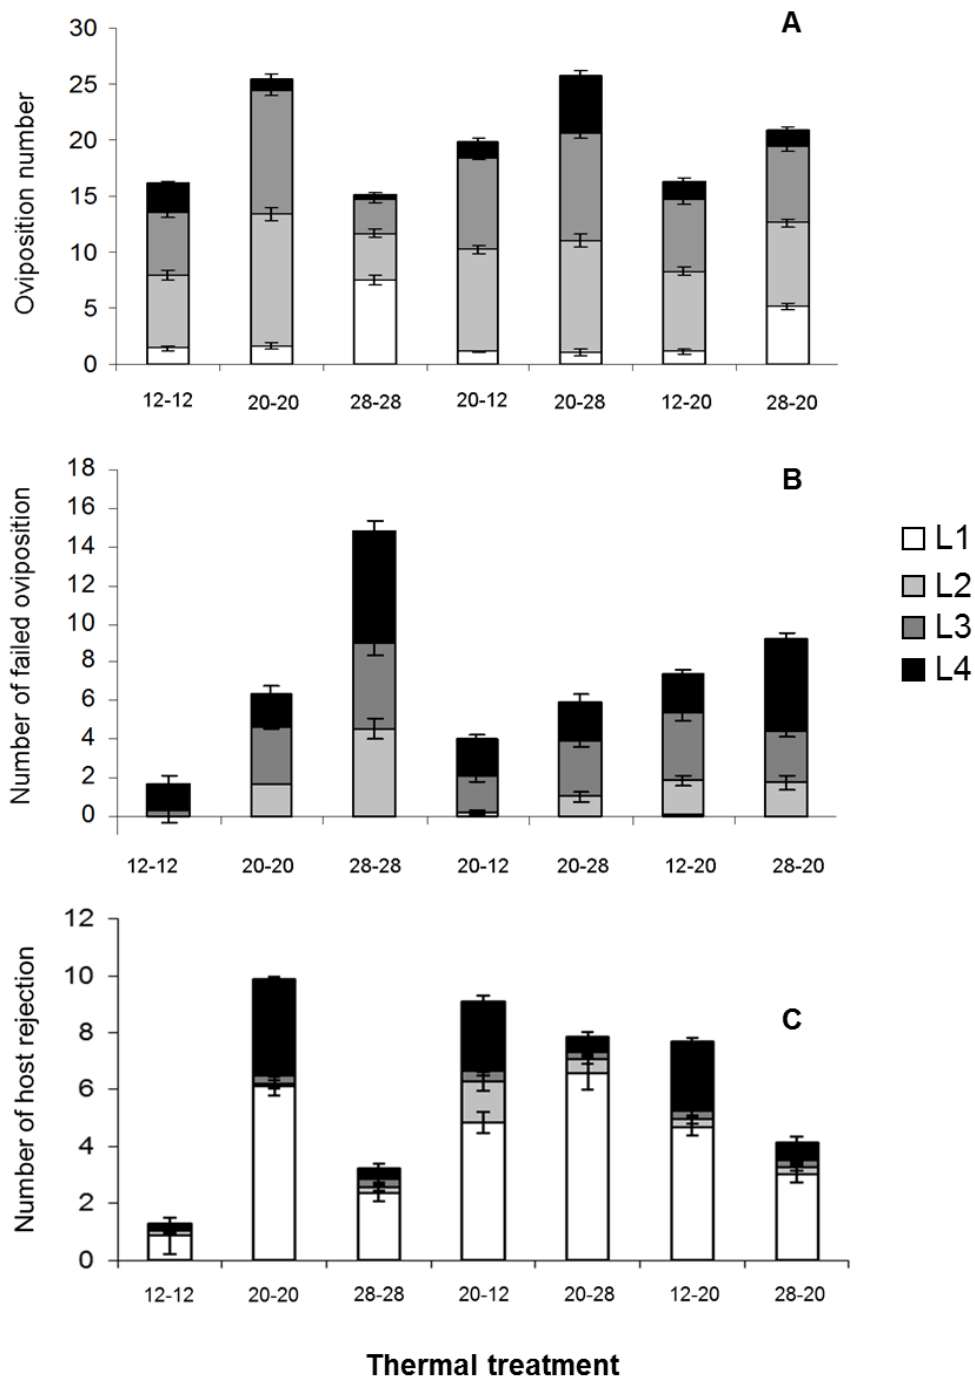 A
Oviposition number
30
25
20
15
10
5
0
12-12 20-20 28-28 20-12 20-28 12-20 28-20
B
Number of failed oviposition
18
16
14
12
10
8
6
4
2
0
12-12 20-20 28-28 20-12 20-28 12-20 28-20
L1
L2
L3
L4
C
Number of host rejection
12
10
8
6
4
2
0
12-12 20-20 28-28 20-12 20-28 12-20 28-20
Thermal treatment